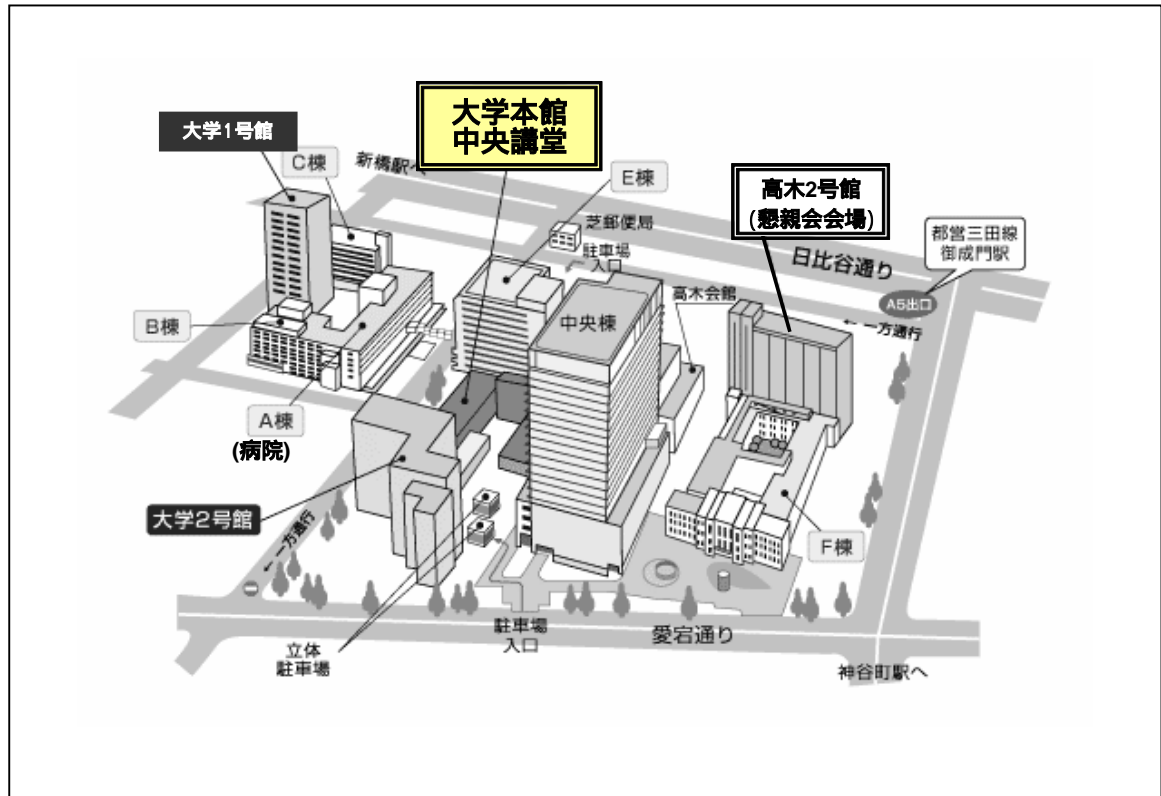 大学本館
中央講堂
大学1号館
C棟
新橋駅へ
E棟
高木2号館
(懇親会会場)
芝郵便局
駐車場
入口
日比谷通り
都営三田線
御成門駅
A5出口
高木会館
← 一方通行
中央棟
B棟
A棟
(病院)
大学2号館
F棟
← 一方通行
立体
駐車場
駐車場
入口
愛宕通り
神谷町駅へ